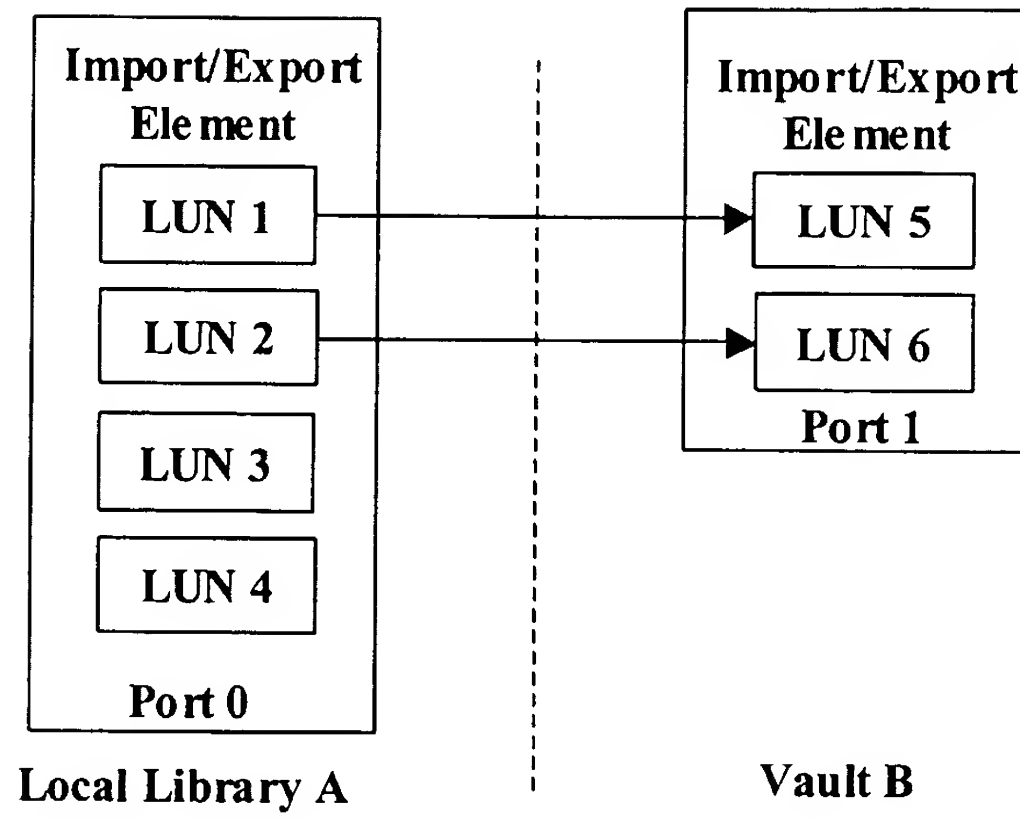 Import/Export
Element
LUN 1
LUN 2
LUN 3
LUN 4
Port 0
Local Library A
Import/Export
Element
LUN 5
LUN 6
Port 1
Vault B